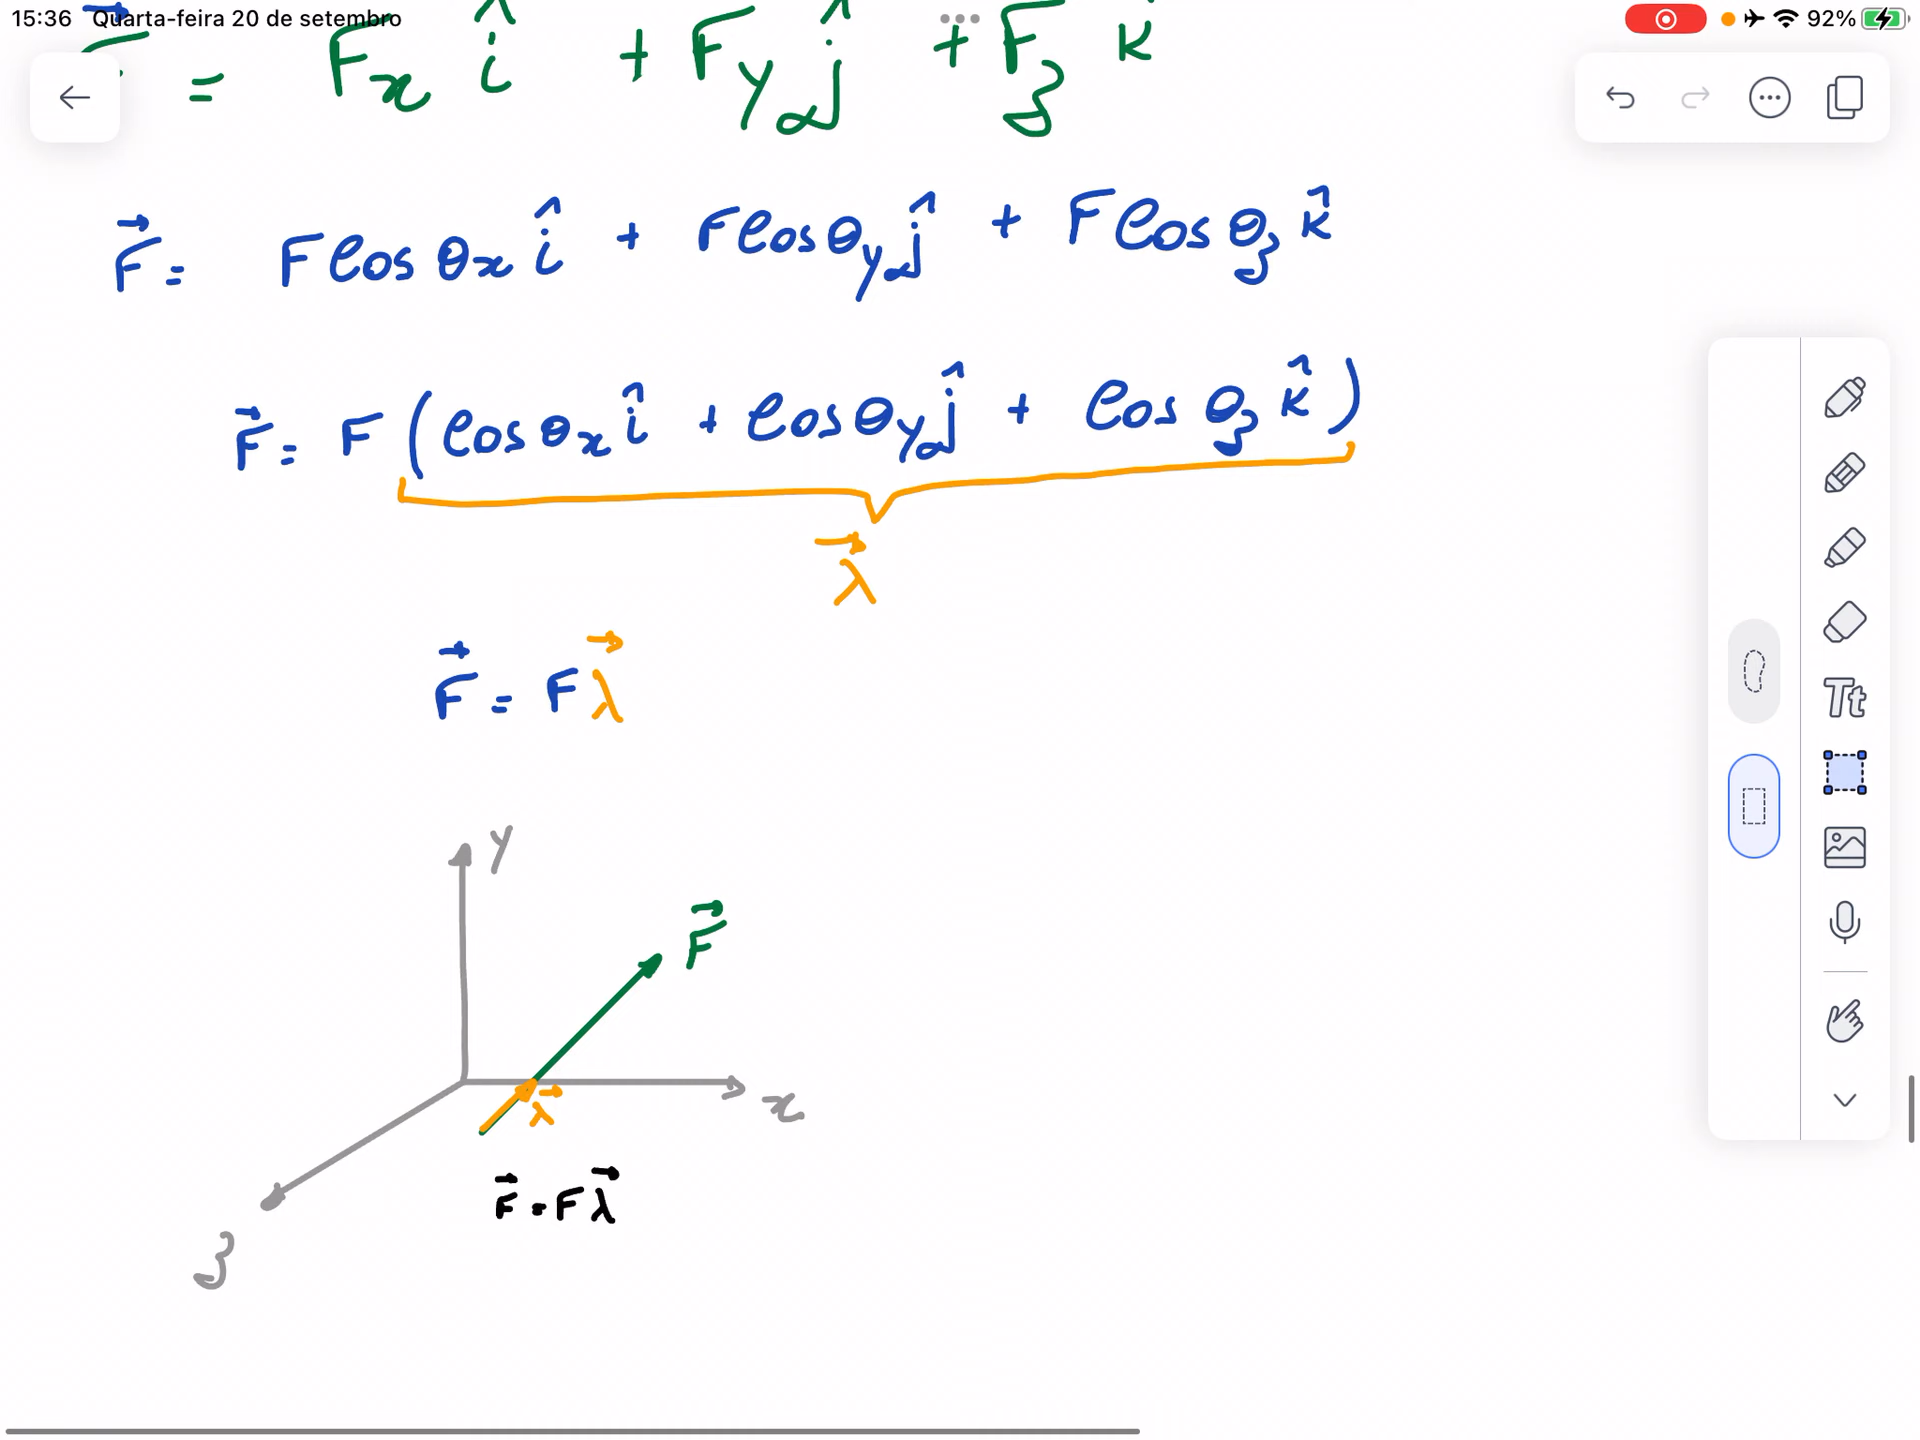 15:36 Quarta-feira 20 de setembro 92%
F⃗ = Fx î + Fy ĵ + Fz k̂
F⃗ = F cos θx î + F cos θy ĵ + F cos θz k̂
F⃗ = F (cos θx î + cos θy ĵ + cos θz k̂)
λ⃗
F⃗ = F λ⃗
Tt
y
F⃗
x
λ⃗
F⃗ = F λ⃗
z